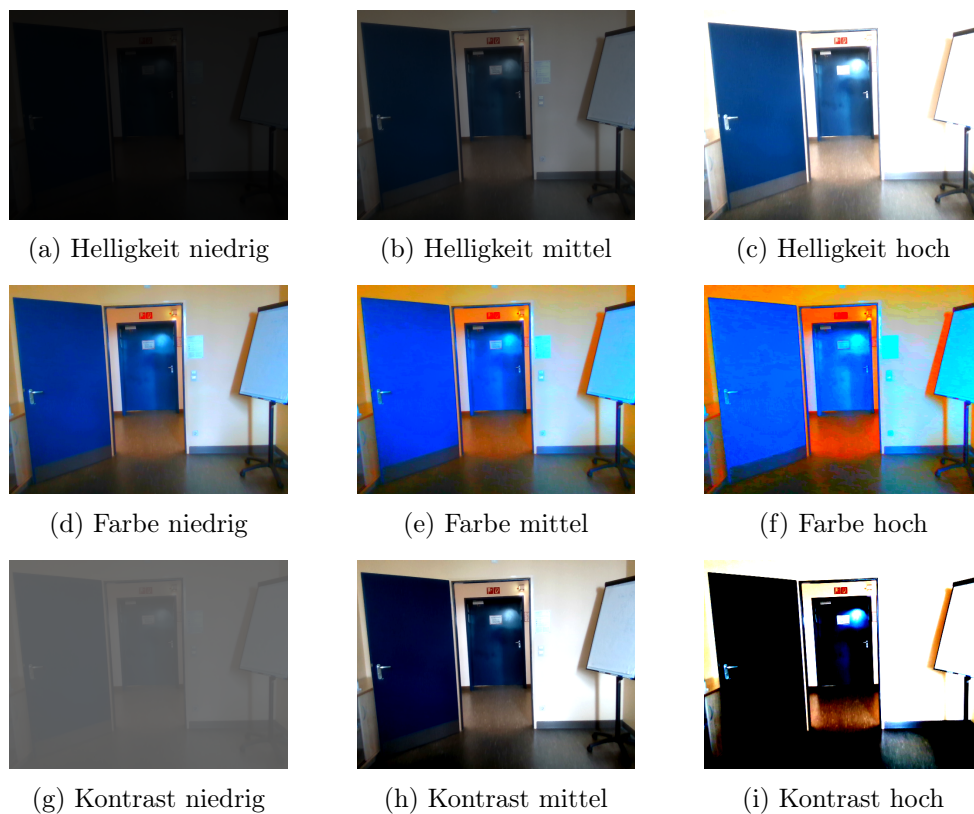 (a) Helligkeit niedrig
(b) Helligkeit mittel
(c) Helligkeit hoch
(d) Farbe niedrig
(e) Farbe mittel
(f) Farbe hoch
(g) Kontrast niedrig
(h) Kontrast mittel
(i) Kontrast hoch